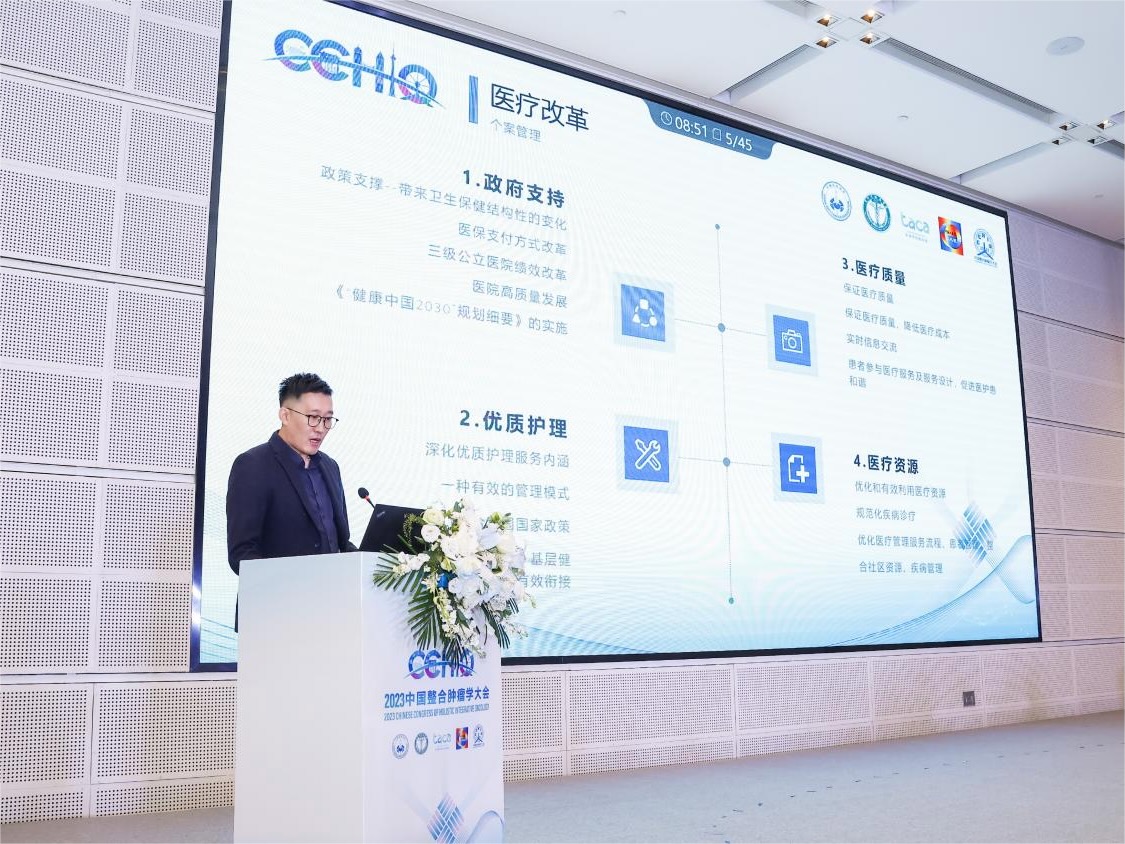 CCHIO
医疗改革
个案管理
08:51 5/45
1.政府支持
政策支撑--带来卫生保健结构性的变化
医保支付方式改革
三级公立医院绩效改革
医院高质量发展
《"健康中国2030"规划细要》的实施
2.优质护理
深化优质护理服务内涵
一种有效的管理模式
国家政策
基层健
有效衔接
taca
3.医疗质量
保证医疗质量
保证医疗质量、降低医疗成本
实时信息交流
患者参与医疗服务及服务设计，促进医护患
和谐
4.医疗资源
优化和有效利用医疗资源
规范化疾病诊疗
优化医疗管理服务流程、患
合社区资源、疾病管理
CCHIO
2023中国整合肿瘤学大会
2023 CHINESE CONGRESS OF HOLISTIC INTEGRATIVE ONCOLOGY
taca